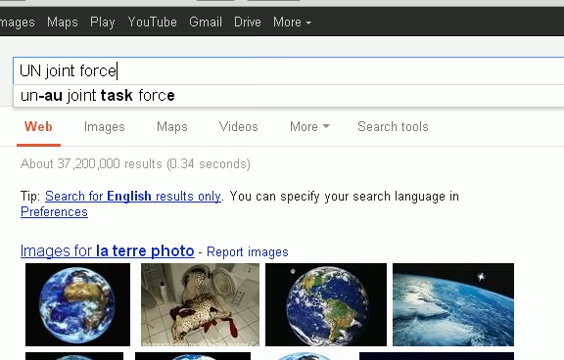 mages Maps Play YouTube Gmail Drive More
UN joint force
un-au joint task force
Web Images Maps Videos More Search tools
About 37,200,000 results (0.34 seconds)
Tip: Search for English results only. You can specify your search language in
Preferences
Images for la terre photo - Report images